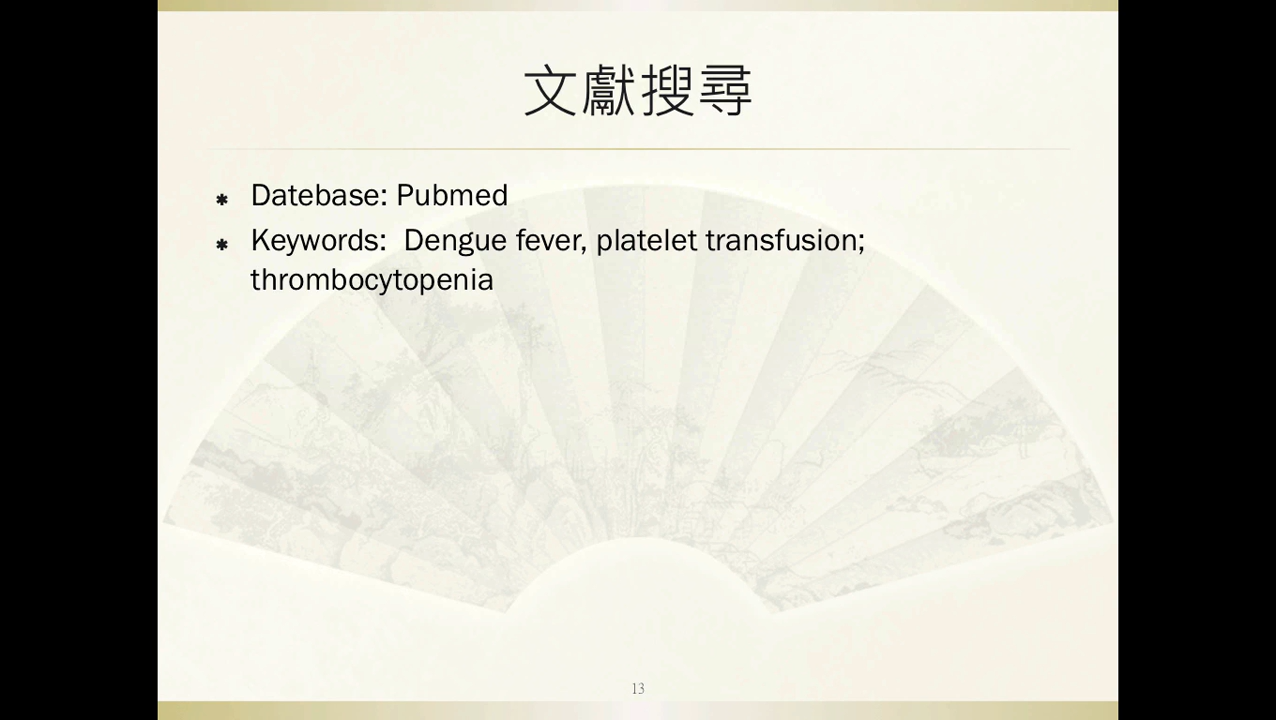 文獻搜尋
Datebase: Pubmed
Keywords:  Dengue fever, platelet transfusion;
thrombocytopenia
13